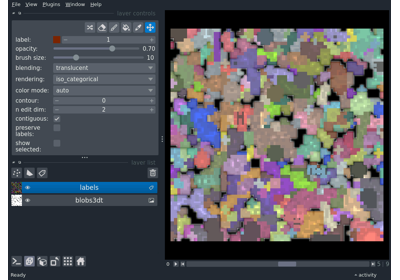 File View Plugins Window Help
layer controls
label: 1
opacity: 0.70
brush size: 10
blending: translucent
rendering: iso_categorical
color mode: auto
contour: 0
n edit dim: 2
contiguous:
preserve
labels:
show
selected:
layer list
labels
blobs3dt
Ready
activity